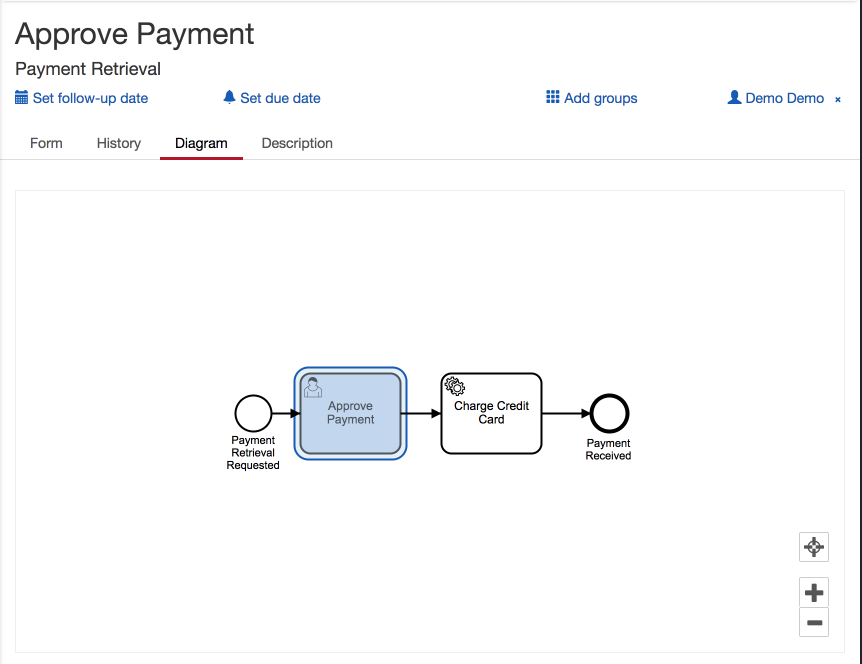 Approve Payment
Payment Retrieval
Set follow-up date
Set due date
Add groups
Demo Demo ×
Form
History
Diagram
Description
Approve
Payment
Charge Credit
Card
Payment
Retrieval
Requested
Payment
Received